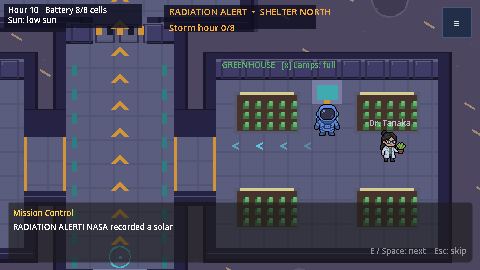 Hour 10 Battery 8/8 cells
Sun: low sun
RADIATION ALERT - SHELTER NORTH
Storm hour 0/8
≡
GREENHOUSE [x] Lamps: full
Dr. Tanaka
Mission Control
RADIATION ALERT! NASA recorded a solar
E / Space: next Esc: skip